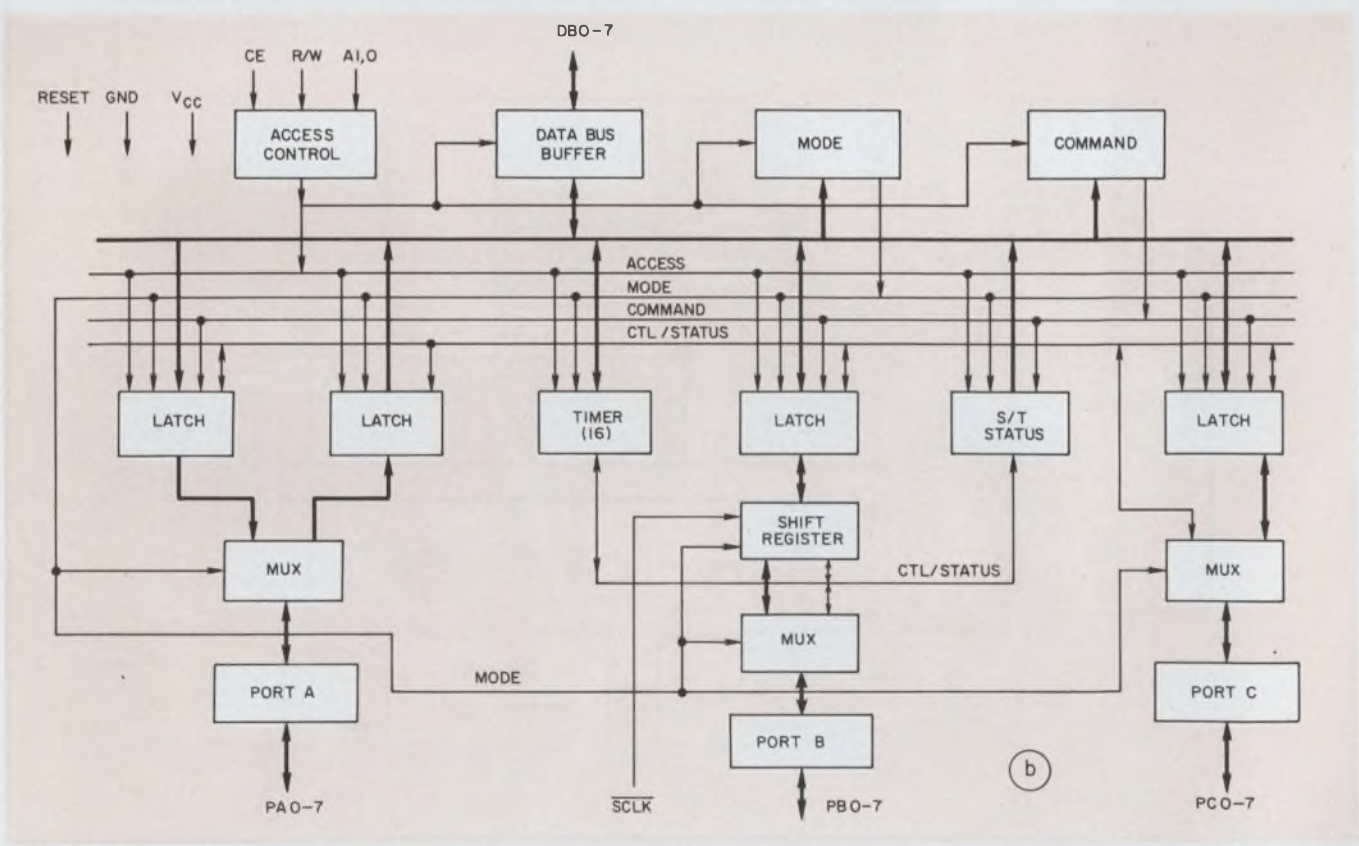 DB0-7
CE R/W A1,0
RESET GND VCC
ACCESS
CONTROL
DATA BUS
BUFFER
MODE
COMMAND
ACCESS
MODE
COMMAND
CTL/STATUS
LATCH
LATCH
TIMER
(16)
LATCH
S/T
STATUS
LATCH
SHIFT
REGISTER
MUX
CTL/STATUS
MUX
MUX
MODE
PORT A
PORT C
PORT B
b
PA0-7
SCLK
PB0-7
PC0-7